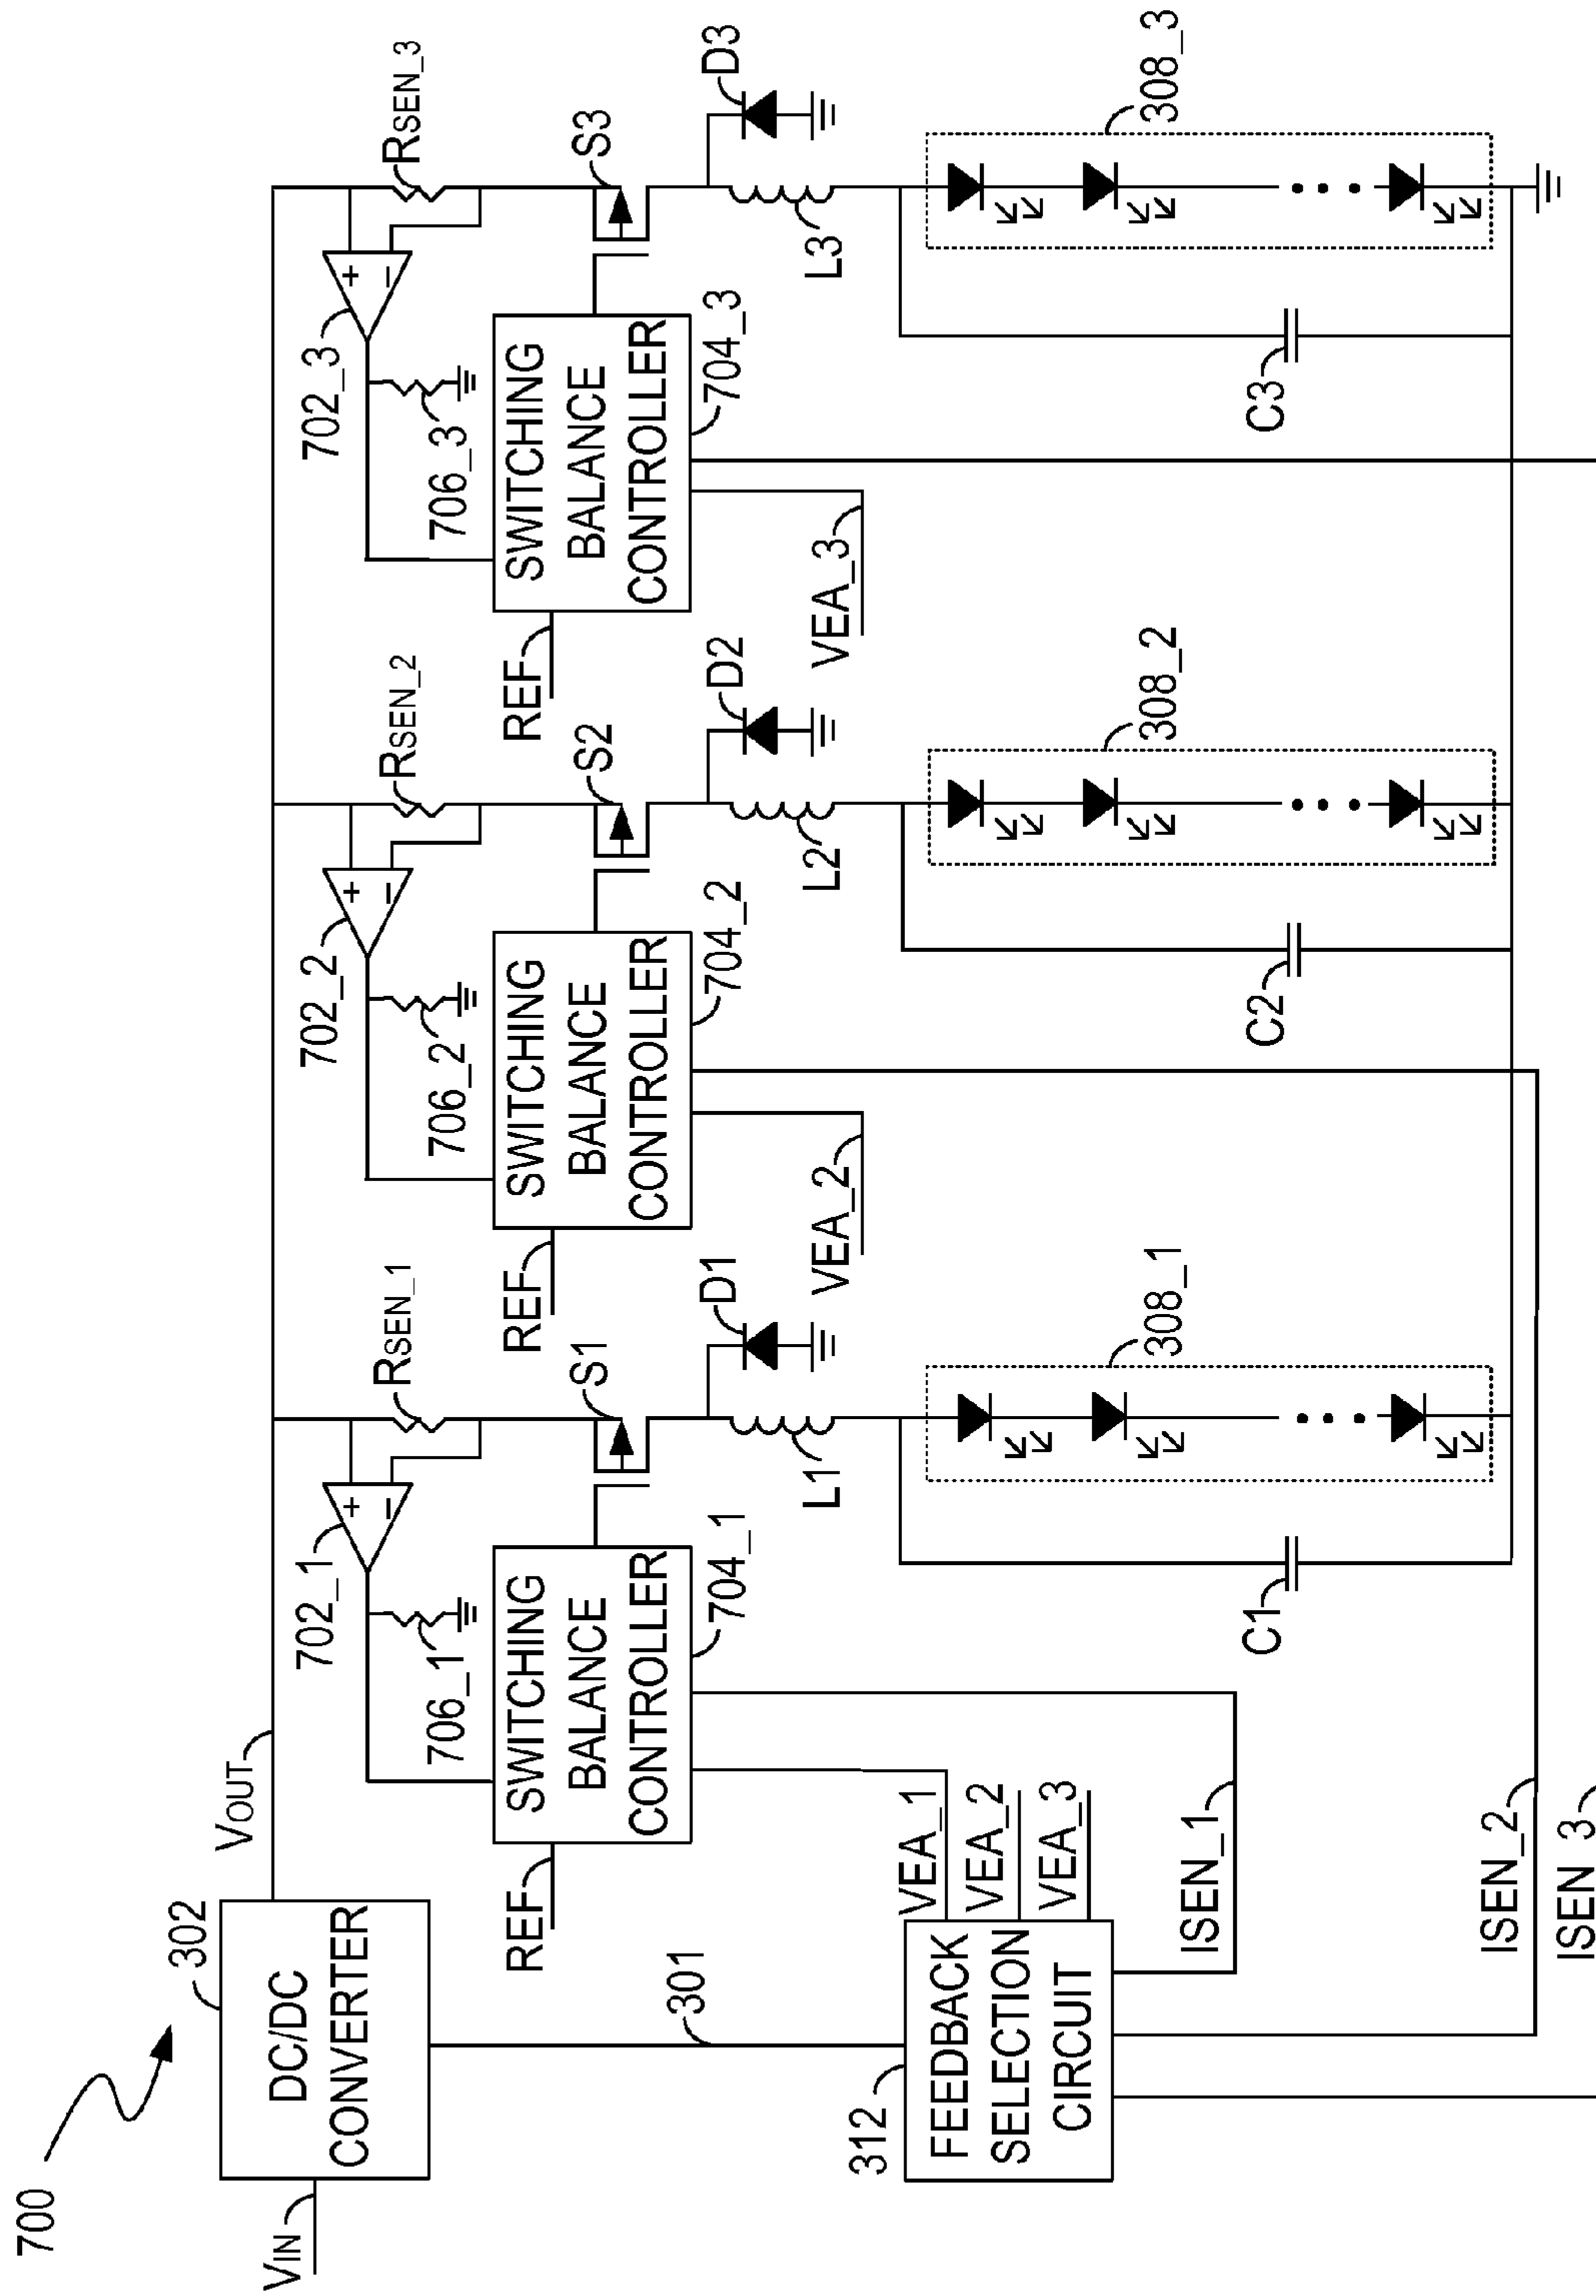 700
VIN
302
DC/DC
CONVERTER
VOUT
301
312
FEEDBACK
SELECTION
CIRCUIT
VEA_1
VEA_2
VEA_3
ISEN_1
ISEN_2
ISEN_3
702_1
+
−
RSEN_1
706_1
REF
SWITCHING
BALANCE
CONTROLLER
704_1
S1
D1
L1
C1
308_1
702_2
+
−
RSEN_2
706_2
REF
SWITCHING
BALANCE
CONTROLLER
704_2
VEA_2
S2
D2
L2
C2
308_2
702_3
+
−
RSEN_3
706_3
REF
SWITCHING
BALANCE
CONTROLLER
704_3
VEA_3
S3
D3
L3
C3
308_3